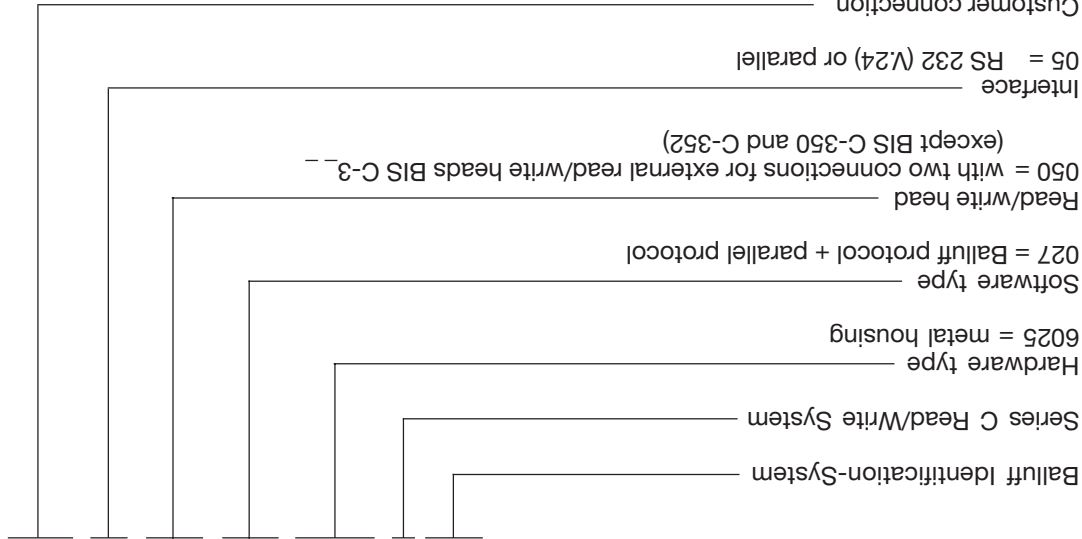 Balluff Identification-System
Series C Read/Write System
Hardware type
6025 = metal housing
Software type
027 = Balluff protocol + parallel protocol
Read/write head
050 = with two connections for external read/write heads BIS C-3_ _
(except BIS C-350 and C-352)
Interface
05 = RS 232 (V.24) or parallel
Customer connection